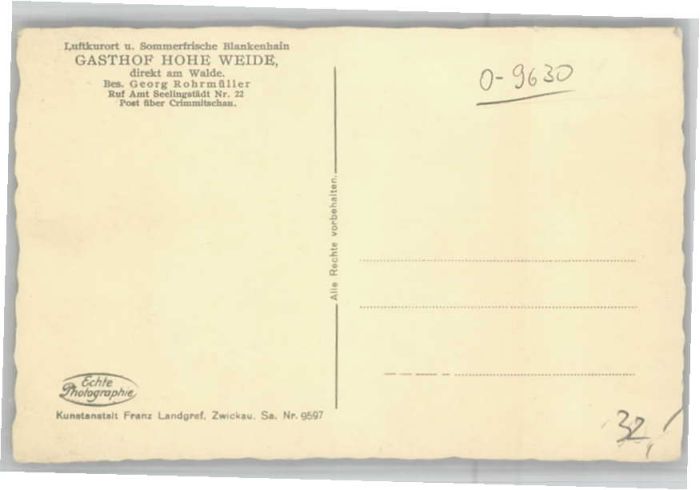 Luftkurort u. Sommerfrische Blankenhain
GASTHOF HOHE WEIDE,
direkt am Walde.
Bes. Georg Rohrmüller
Ruf Amt Seelingstädt Nr. 22
Post über Crimmitschau.
O-9630
Alle Rechte vorbehalten.
Echte
Photographie
Kunstanstalt Franz Landgraf, Zwickau. Sa. Nr. 9597
32,